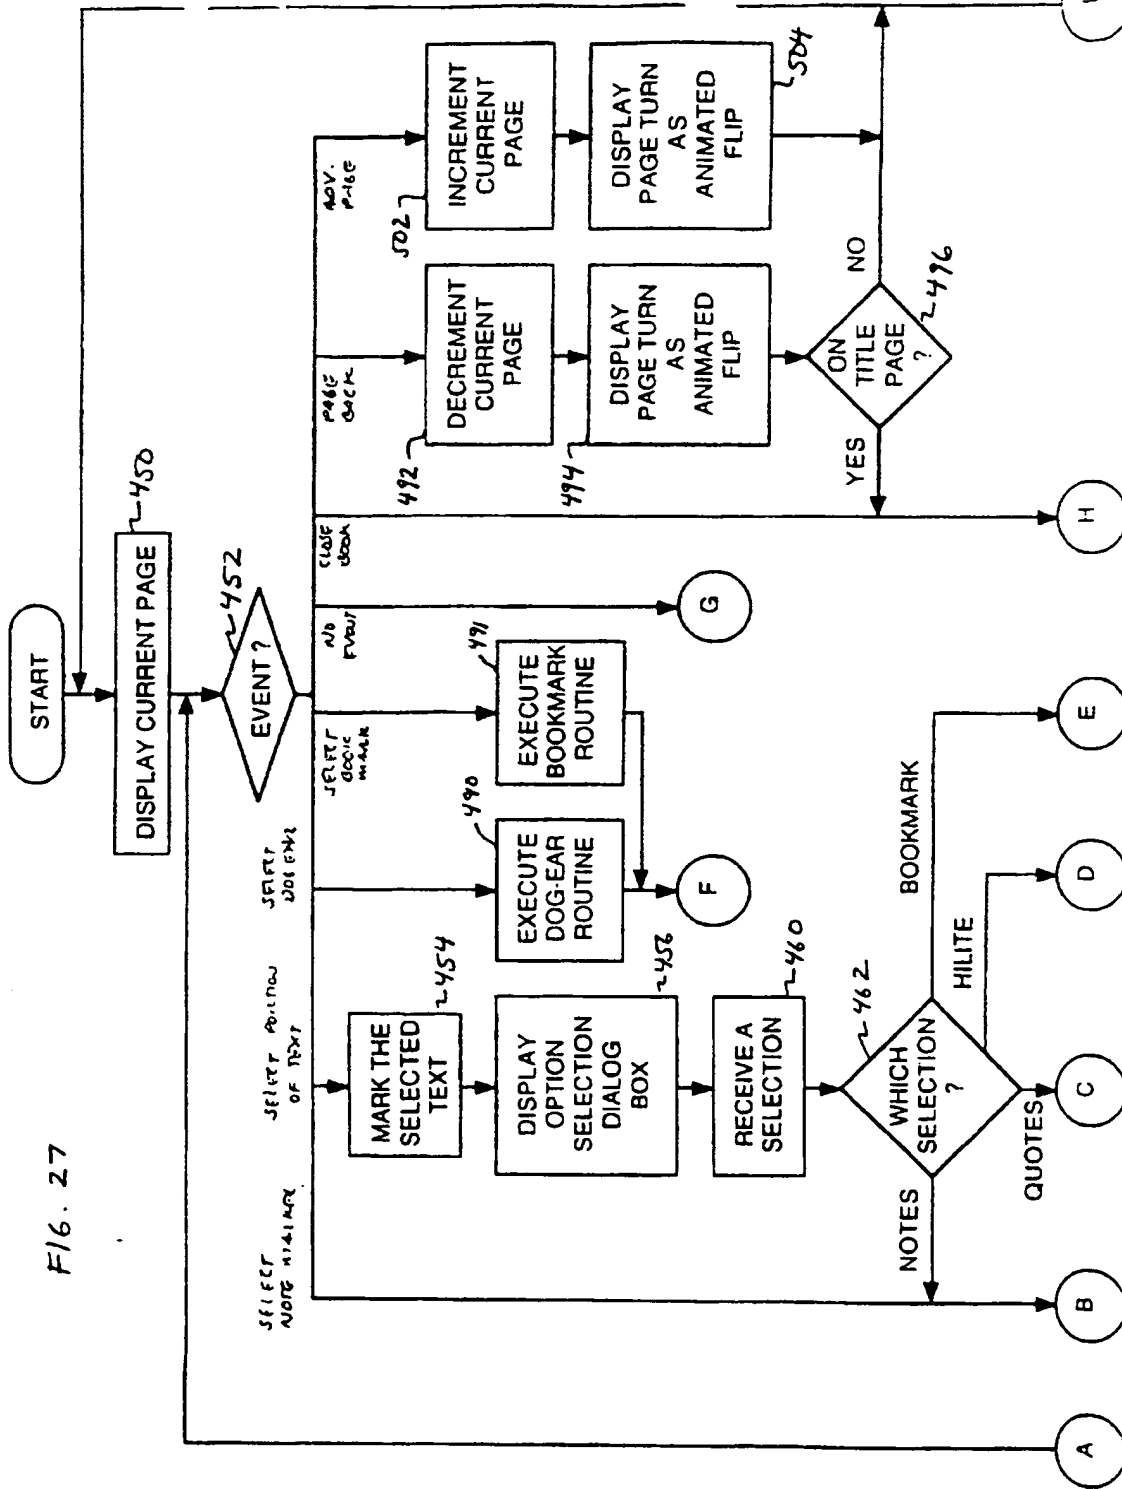 FIG. 27
START
DISPLAY CURRENT PAGE
450
EVENT ?
452
SELECT
NOTE MARKER
SELECT PORTION
OF TEXT
SELECT
DOG EAR
SELECT
BOOK
MARK
NO
EVENT
CLOSE
BOOK
PAGE
BACK
ADV.
PAGE
MARK THE
SELECTED
TEXT
454
DISPLAY
OPTION
SELECTION
DIALOG
BOX
456
RECEIVE A
SELECTION
460
WHICH
SELECTION
?
462
NOTES
QUOTES
HILITE
BOOKMARK
EXECUTE
DOG-EAR
ROUTINE
490
EXECUTE
BOOKMARK
ROUTINE
491
DECREMENT
CURRENT
PAGE
492
DISPLAY
PAGE TURN
AS
ANIMATED
FLIP
494
ON
TITLE
PAGE
?
496
YES
NO
INCREMENT
CURRENT
PAGE
502
DISPLAY
PAGE TURN
AS
ANIMATED
FLIP
504
A
B
C
D
E
F
G
H